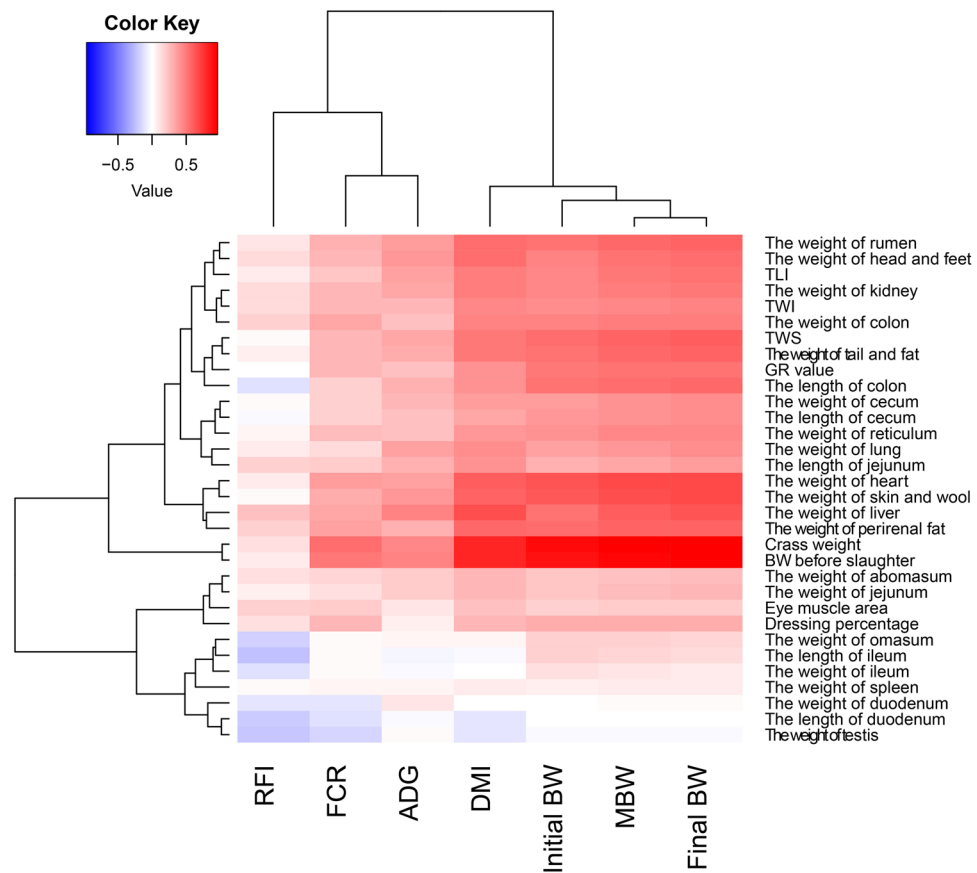 Color Key
−0.5 0.5
Value
The weight of rumen
The weight of head and feet
TLI
The weight of kidney
TWI
The weight of colon
TWS
The weight of tail and fat
GR value
The length of colon
The weight of cecum
The length of cecum
The weight of reticulum
The weight of lung
The length of jejunum
The weight of heart
The weight of skin and wool
The weight of liver
The weight of perirenal fat
Crass weight
BW before slaughter
The weight of abomasum
The weight of jejunum
Eye muscle area
Dressing percentage
The weight of omasum
The length of ileum
The weight of ileum
The weight of spleen
The weight of duodenum
The length of duodenum
The weight of testis
RFI
FCR
ADG
DMI
Initial BW
MBW
Final BW